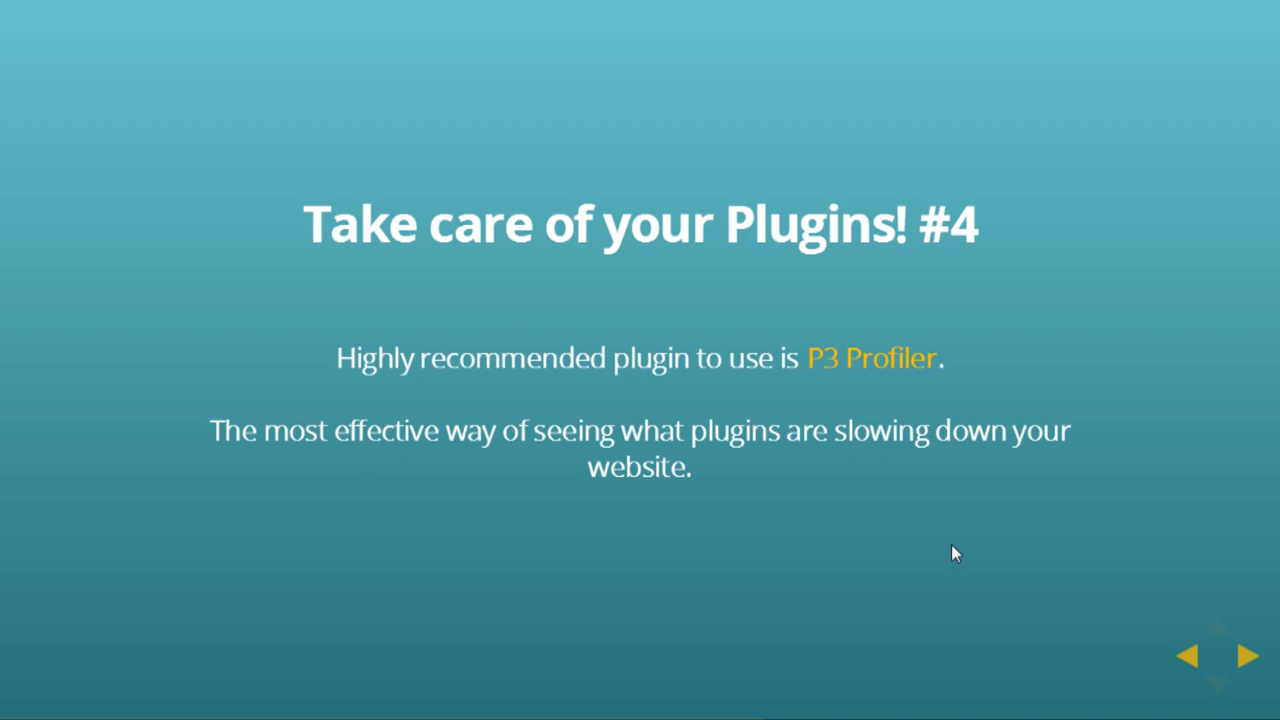 Take care of your Plugins! #4
Highly recommended plugin to use is P3 Profiler.
The most effective way of seeing what plugins are slowing down your
website.